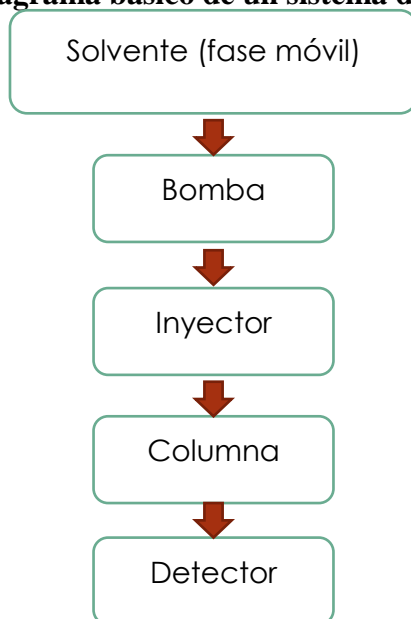 agrama básico de un sistema d
Solvente (fase móvil)
Bomba
Inyector
Columna
Detector